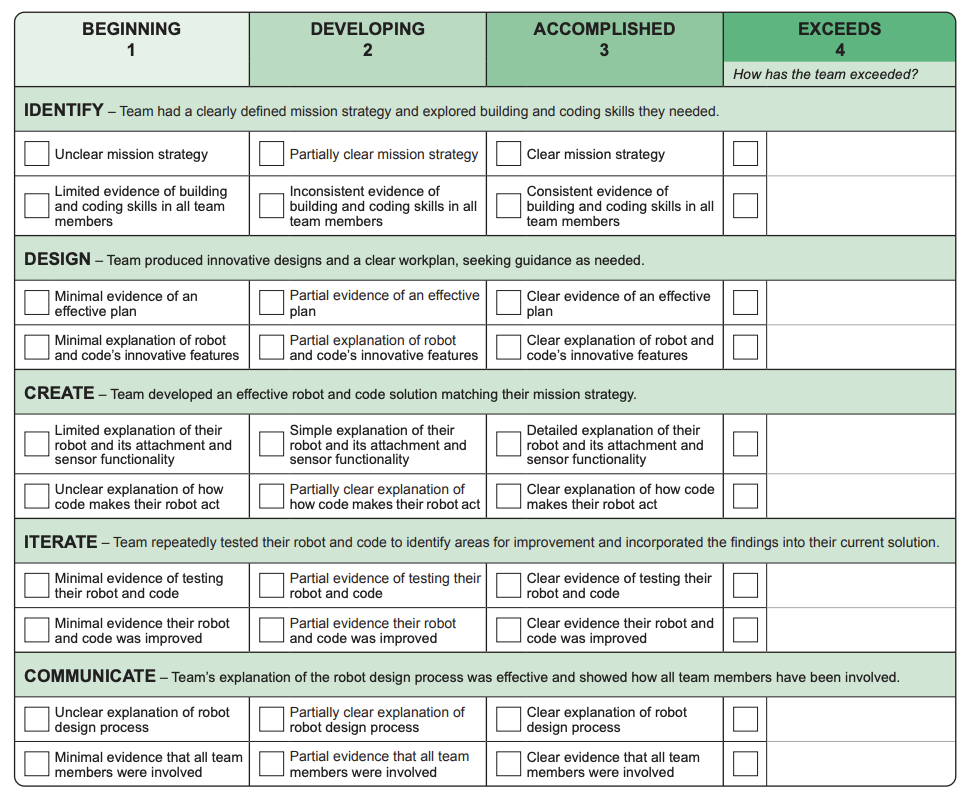 BEGINNING
1
DEVELOPING
2
ACCOMPLISHED
3
EXCEEDS
4
How has the team exceeded?
IDENTIFY – Team had a clearly defined mission strategy and explored building and coding skills they needed.
Unclear mission strategy
Partially clear mission strategy
Clear mission strategy
Limited evidence of building
and coding skills in all team
members
Inconsistent evidence of
building and coding skills in all
team members
Consistent evidence of
building and coding skills in all
team members
DESIGN – Team produced innovative designs and a clear workplan, seeking guidance as needed.
Minimal evidence of an
effective plan
Partial evidence of an effective
plan
Clear evidence of an effective
plan
Minimal explanation of robot
and code’s innovative features
Partial explanation of robot
and code’s innovative features
Clear explanation of robot and
code’s innovative features
CREATE – Team developed an effective robot and code solution matching their mission strategy.
Limited explanation of their
robot and its attachment and
sensor functionality
Simple explanation of their
robot and its attachment and
sensor functionality
Detailed explanation of their
robot and its attachment and
sensor functionality
Unclear explanation of how
code makes their robot act
Partially clear explanation of
how code makes their robot act
Clear explanation of how code
makes their robot act
ITERATE – Team repeatedly tested their robot and code to identify areas for improvement and incorporated the findings into their current solution.
Minimal evidence of testing
their robot and code
Partial evidence of testing their
robot and code
Clear evidence of testing their
robot and code
Minimal evidence their robot
and code was improved
Partial evidence their robot
and code was improved
Clear evidence their robot and
code was improved
COMMUNICATE – Team’s explanation of the robot design process was effective and showed how all team members have been involved.
Unclear explanation of robot
design process
Partially clear explanation of
robot design process
Clear explanation of robot
design process
Minimal evidence that all team
members were involved
Partial evidence that all team
members were involved
Clear evidence that all team
members were involved